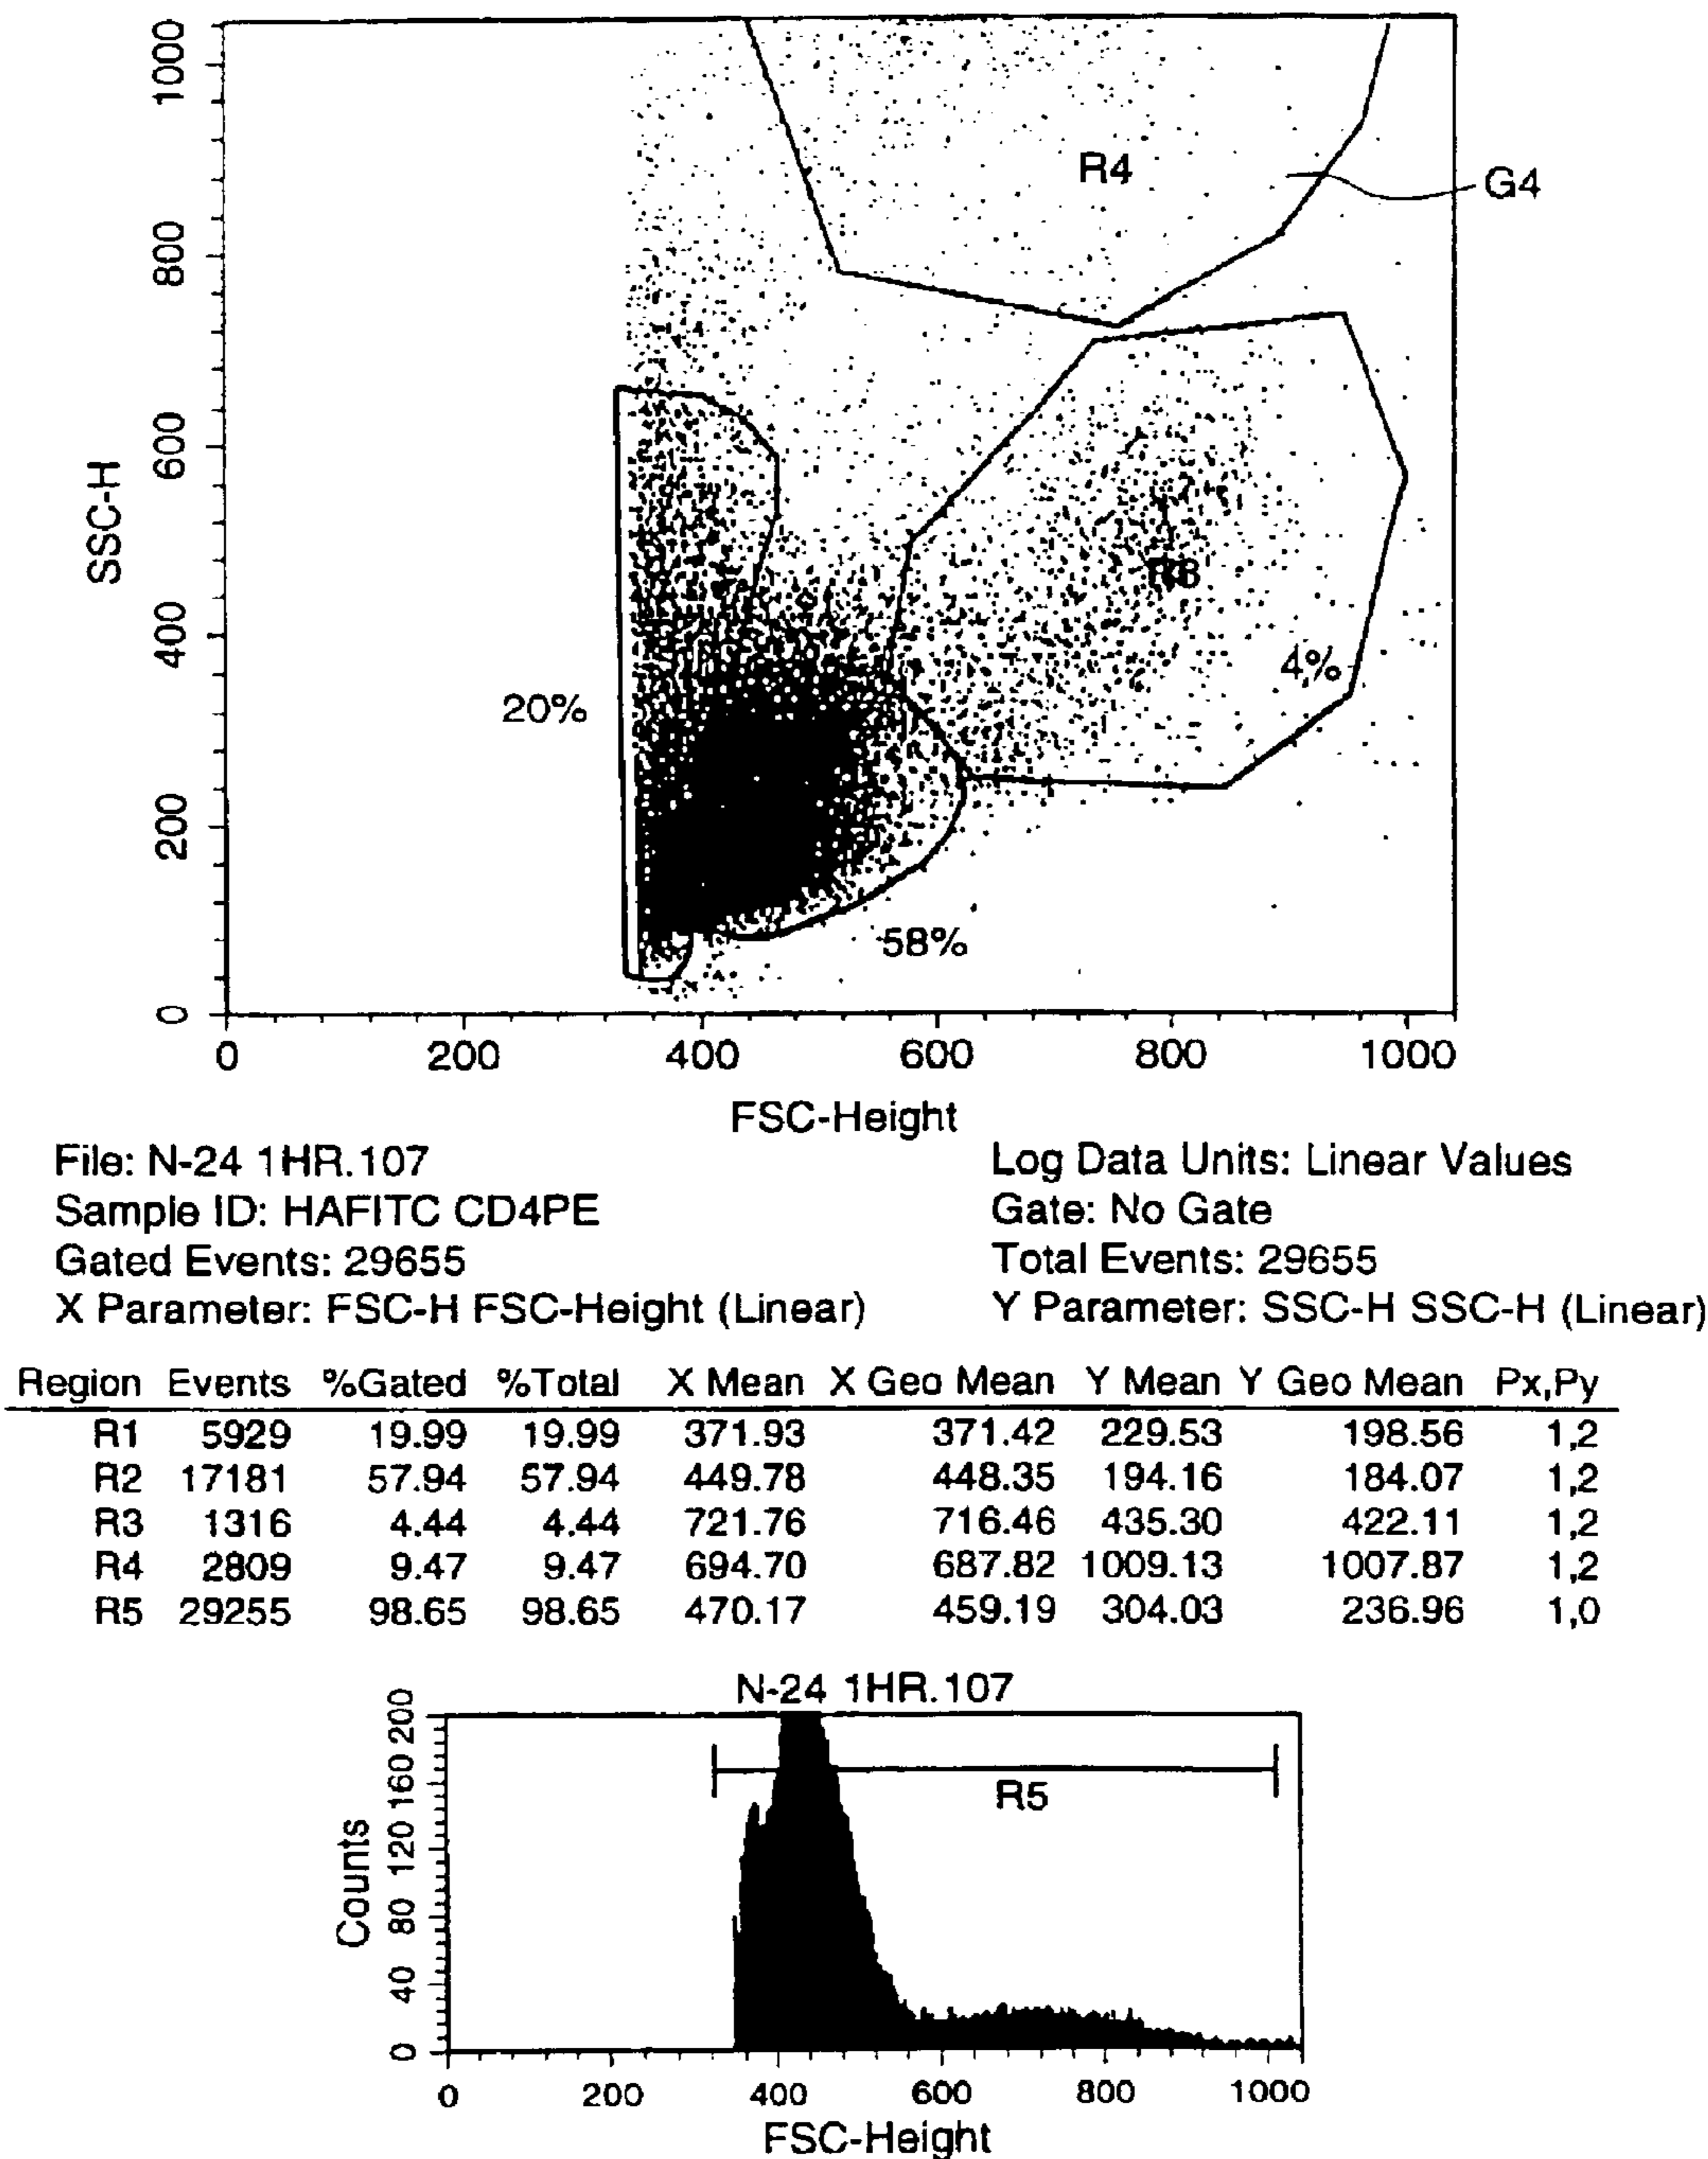 1000
800
600
400
200
0
SSC-H
R4
G4
R3
4%
20%
58%
0 200 400 600 800 1000
FSC-Height
File: N-24 1HR.107
Sample ID: HAFITC CD4PE
Gated Events: 29655
X Parameter: FSC-H FSC-Height (Linear)
Log Data Units: Linear Values
Gate: No Gate
Total Events: 29655
Y Parameter: SSC-H SSC-H (Linear)
Region Events %Gated %Total X Mean X Geo Mean Y Mean Y Geo Mean Px,Py
R1 5929 19.99 19.99 371.93 371.42 229.53 198.56 1,2
R2 17181 57.94 57.94 449.78 448.35 194.16 184.07 1,2
R3 1316 4.44 4.44 721.76 716.46 435.30 422.11 1,2
R4 2809 9.47 9.47 694.70 687.82 1009.13 1007.87 1,2
R5 29255 98.65 98.65 470.17 459.19 304.03 236.96 1,0
N-24 1HR.107
200
160
120
80
40
0
Counts
R5
0 200 400 600 800 1000
FSC-Height